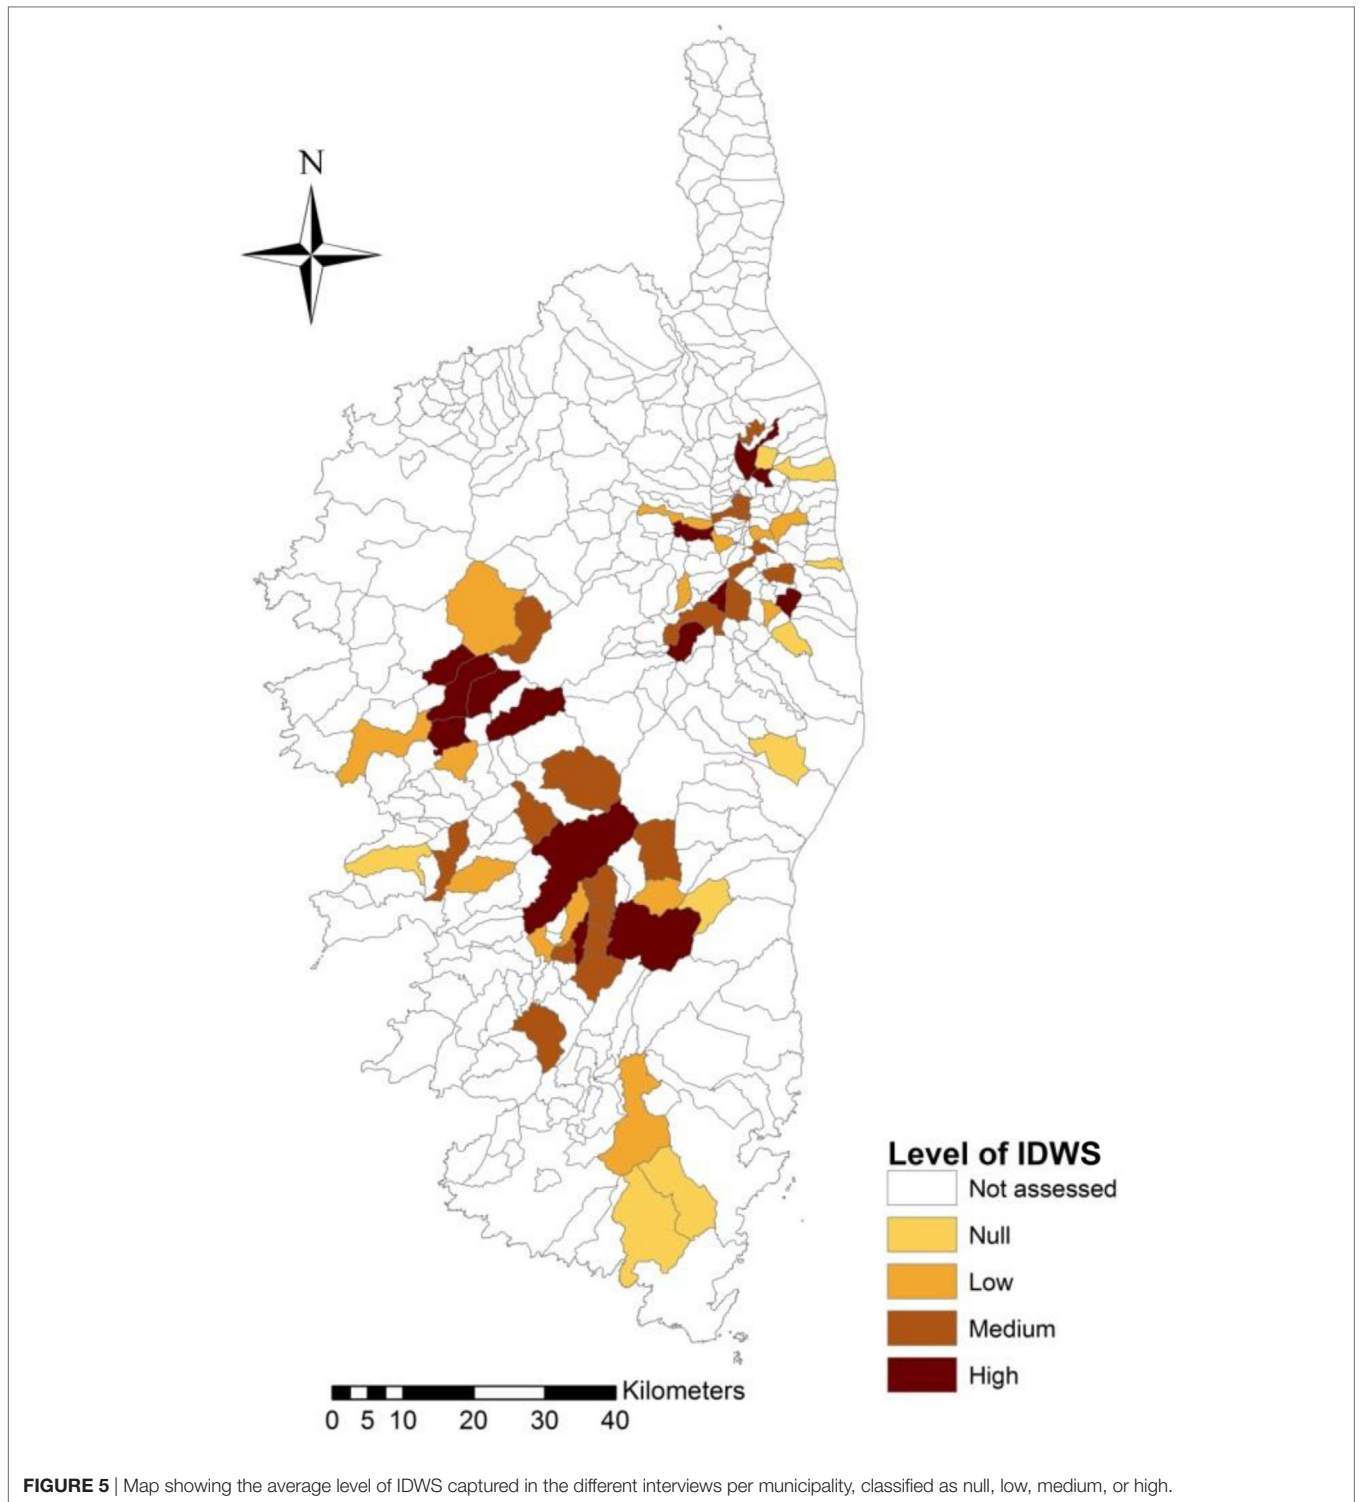 N
Level of IDWS
Not assessed
Null
Low
Medium
High
Kilometers
0 5 10 20 30 40
FIGURE 5 | Map showing the average level of IDWS captured in the different interviews per municipality, classified as null, low, medium, or high.